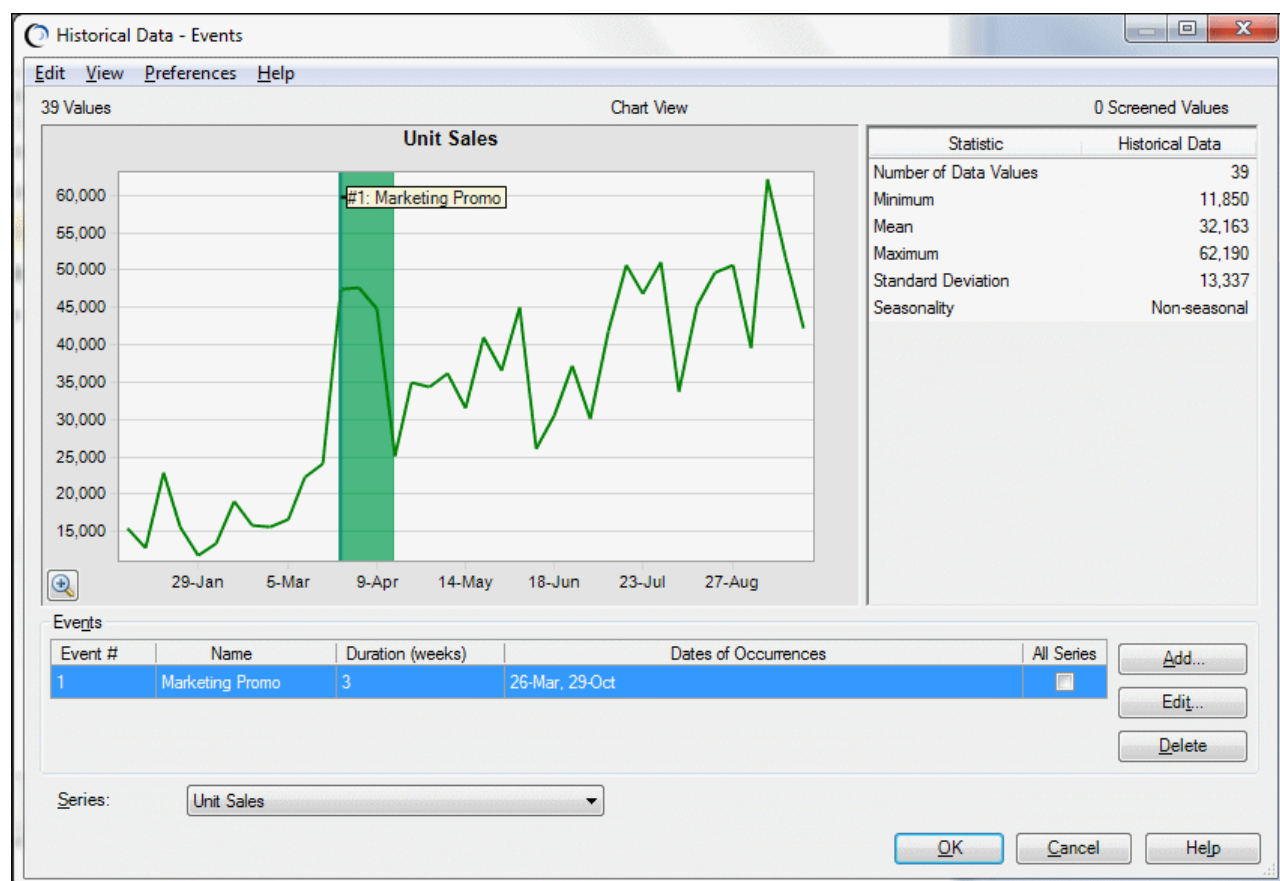 Historical Data - Events
Edit View Preferences Help
39 Values Chart View 0 Screened Values
Unit Sales
60,000
55,000
50,000
45,000
40,000
35,000
30,000
25,000
20,000
15,000
#1: Marketing Promo
29-Jan 5-Mar 9-Apr 14-May 18-Jun 23-Jul 27-Aug
Statistic Historical Data
Number of Data Values 39
Minimum 11,850
Mean 32,163
Maximum 62,190
Standard Deviation 13,337
Seasonality Non-seasonal
Events
Event # Name Duration (weeks) Dates of Occurrences All Series
1 Marketing Promo 3 26-Mar, 29-Oct
Add...
Edit...
Delete
Series: Unit Sales
OK Cancel Help